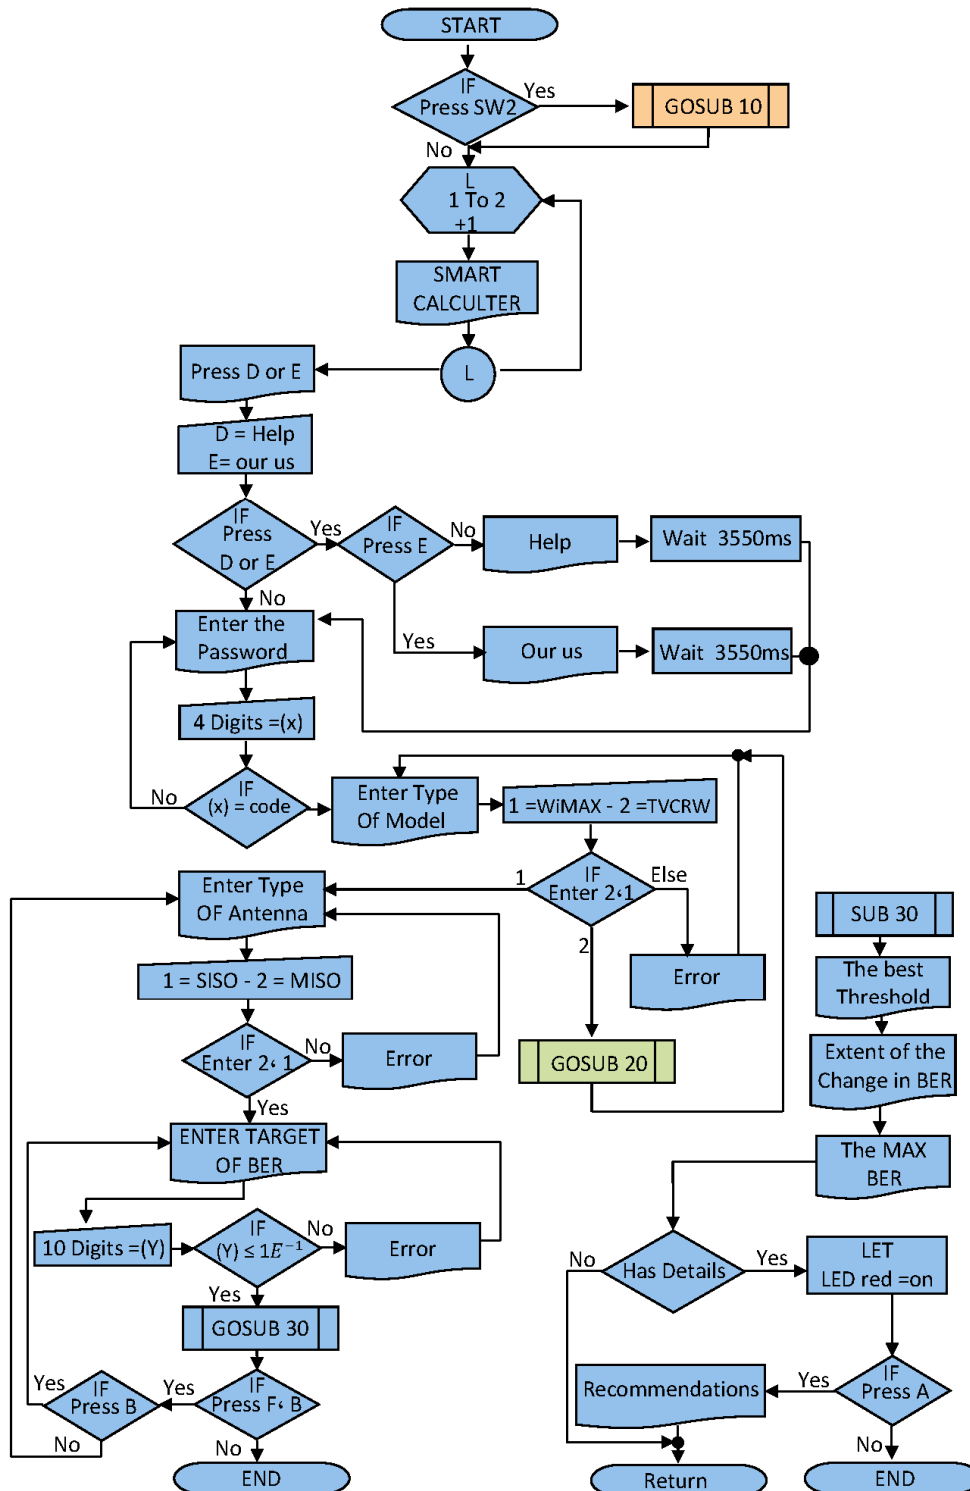 START
IF
Press SW2
Yes
GOSUB 10
No
L
1 To 2
+1
SMART
CALCULTER
L
Press D or E
D = Help
E= our us
IF
Press
D or E
Yes
IF
Press E
No
Help
Wait 3550ms
No
Yes
Our us
Wait 3550ms
Enter the
Password
4 Digits =(x)
IF
(x) = code
No
Enter Type
Of Model
1 =WiMAX - 2 =TVCRW
IF
Enter 2، 1
1
Else
2
Error
GOSUB 20
Enter Type
OF Antenna
1 = SISO - 2 = MISO
IF
Enter 2، 1
No
Error
Yes
ENTER TARGET
OF BER
10 Digits =(Y)
IF
(Y) ≤ 1E⁻¹
No
Error
Yes
GOSUB 30
IF
Press F، B
Yes
IF
Press B
Yes
No
No
END
SUB 30
The best
Threshold
Extent of the
Change in BER
The MAX
BER
Has Details
No
Yes
LET
LED red =on
IF
Press A
Yes
Recommendations
No
Return
END